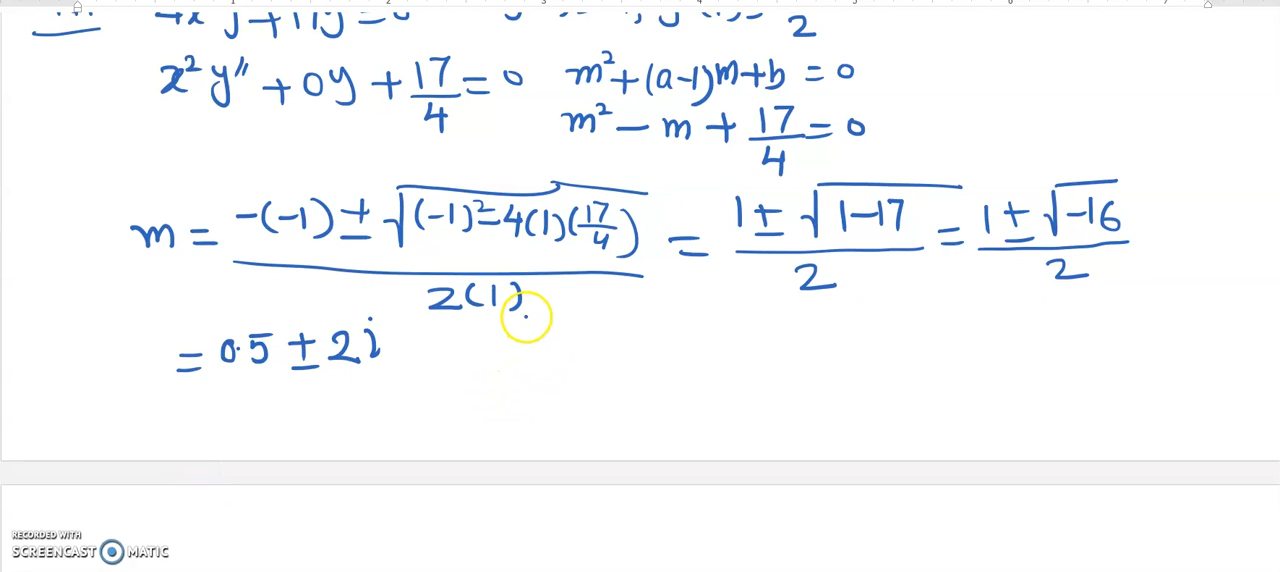 x² y'' + 0y + 17/4 = 0   m² + (a-1)m + b = 0
m² - m + 17/4 = 0
m = (-(-1) ± √((-1)² - 4(1)(17/4))) / 2(1) = (1 ± √(1-17)) / 2 = (1 ± √-16) / 2
= 0.5 ± 2i
RECORDED WITH
SCREENCAST MATIC